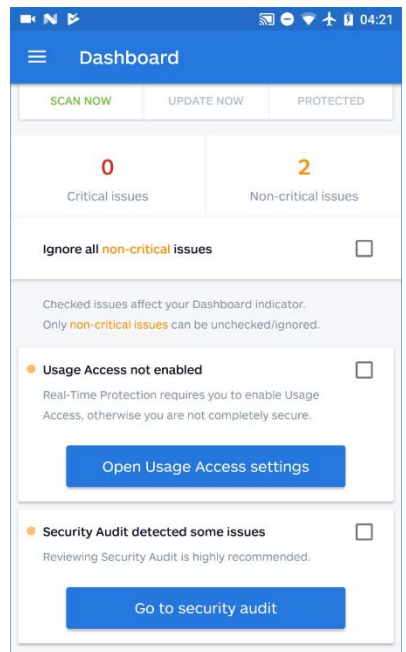 04:21
Dashboard
SCAN NOW
UPDATE NOW
PROTECTED
0
Critical issues
2
Non-critical issues
Ignore all non-critical issues
Checked issues affect your Dashboard indicator.
Only non-critical issues can be unchecked/ignored.
Usage Access not enabled
Real-Time Protection requires you to enable Usage
Access, otherwise you are not completely secure.
Open Usage Access settings
Security Audit detected some issues
Reviewing Security Audit is highly recommended.
Go to security audit